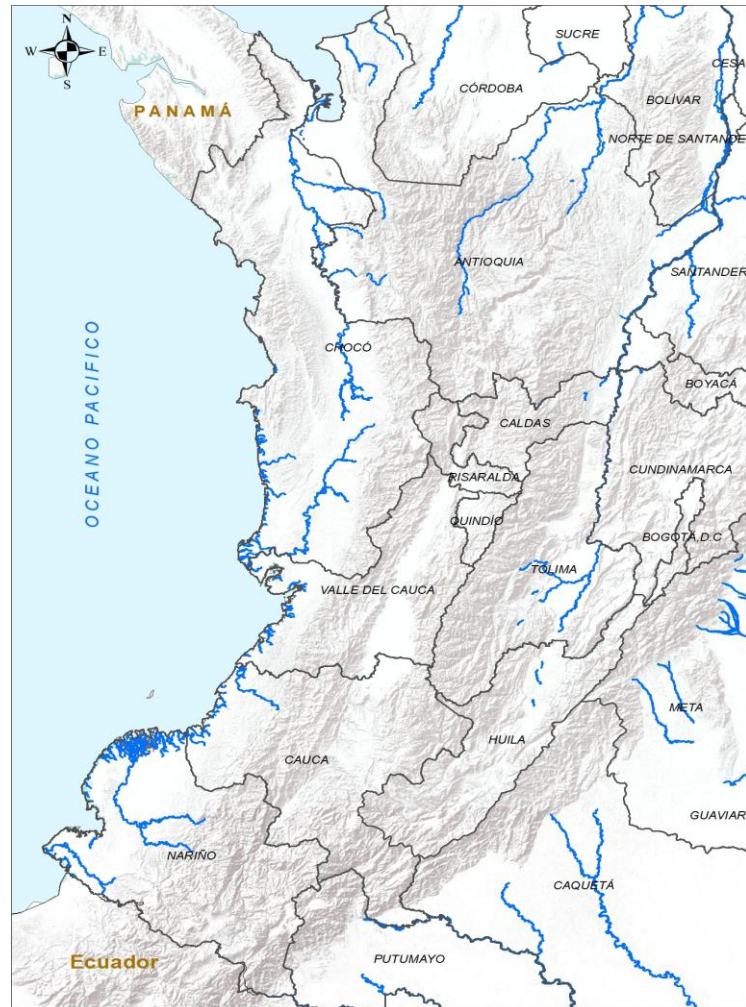 N
W E
S
SUCRE
CESA
CÓRDOBA
BOLÍVAR
PANAMÁ
NORTE DE SANTANDE
ANTIOQUIA
SANTANDER
OCEANO PACIFICO
CHOCÓ
BOYACÁ
CALDAS
CUNDINAMARCA
RISARALDA
QUINDÍO
BOGOTÁ, D.C
TOLIMA
VALLE DEL CAUCA
META
HUILA
CAUCA
GUAVIAR
NARIÑO
CAQUETÁ
Ecuador
PUTUMAYO